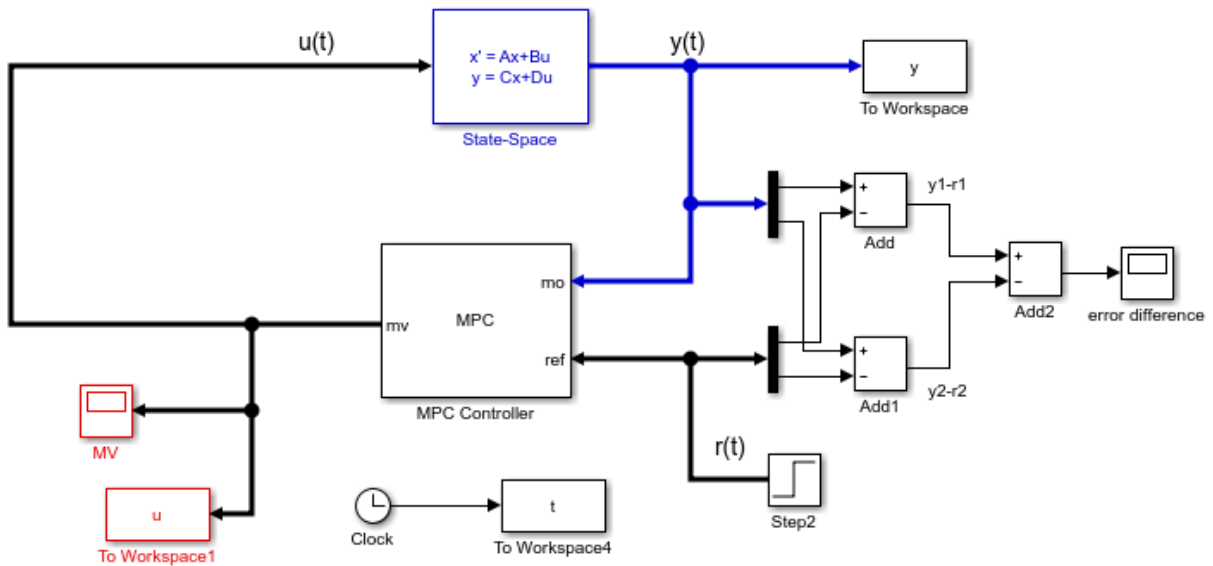 u(t)
x' = Ax+Bu
y = Cx+Du
State-Space
y(t)
y
To Workspace
+
−
Add
y1-r1
+
−
Add2
error difference
mo
MPC
mv
ref
MPC Controller
+
−
Add1
y2-r2
MV
r(t)
Step2
u
To Workspace1
Clock
t
To Workspace4